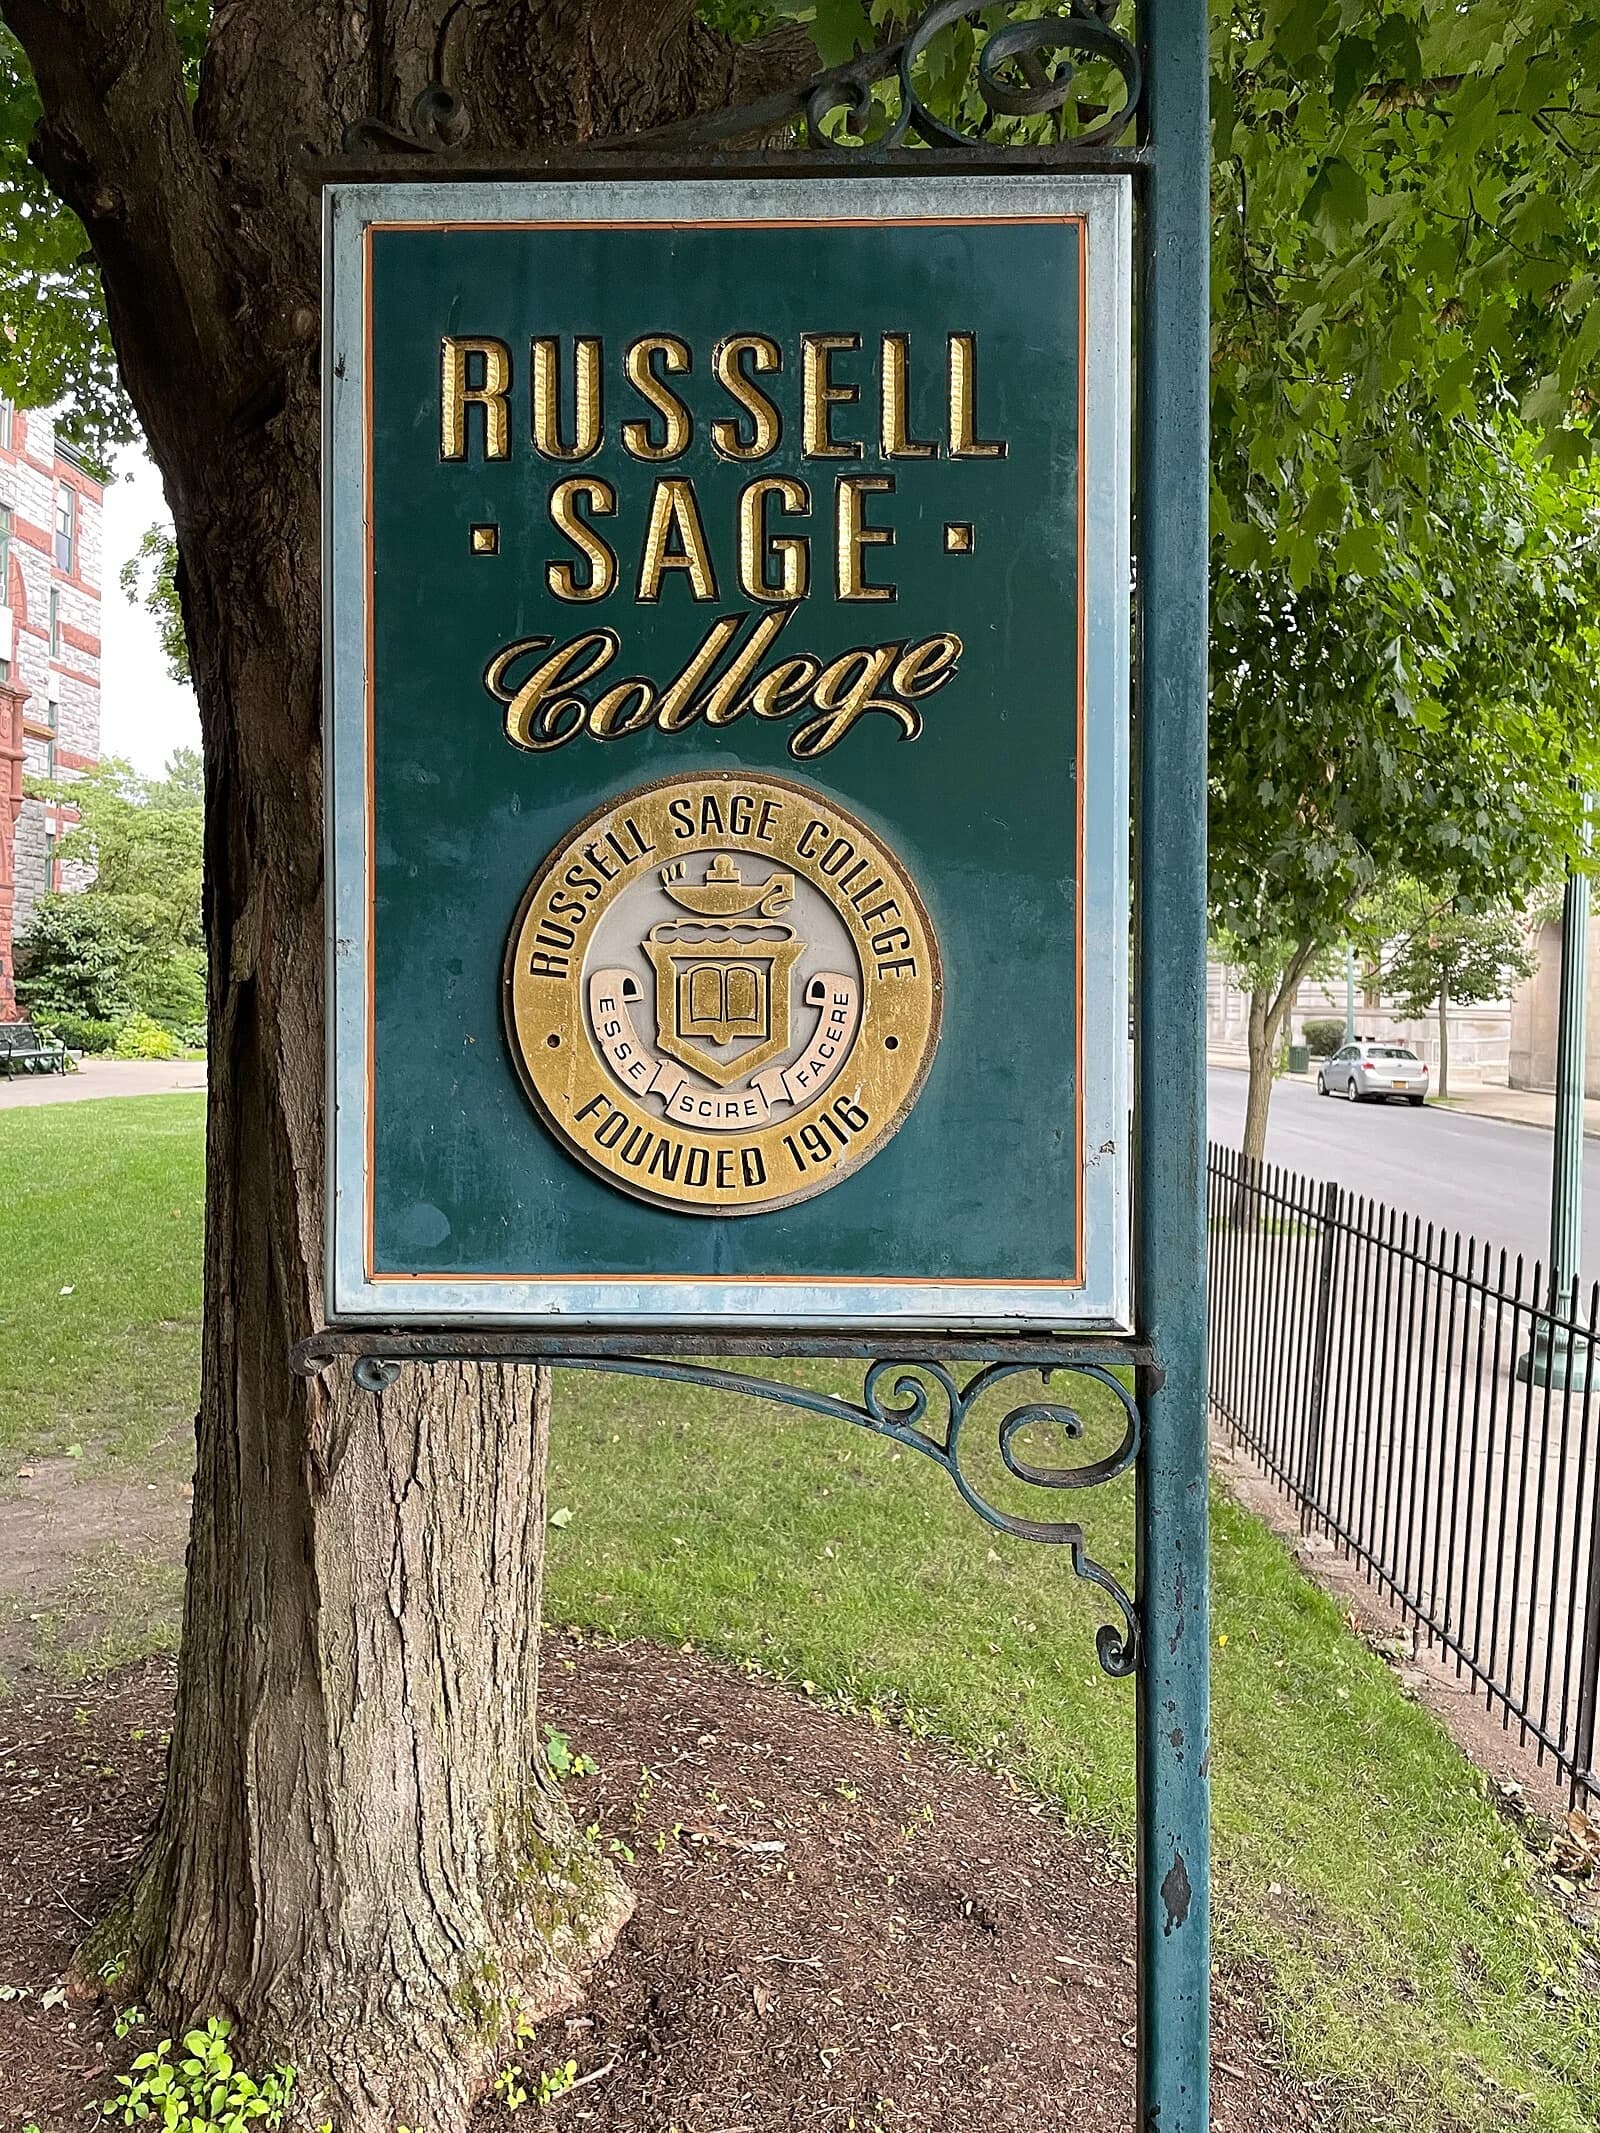 RUSSELL
· SAGE ·
College
RUSSELL SAGE COLLEGE
ESSE SCIRE FACERE
· FOUNDED 1916 ·